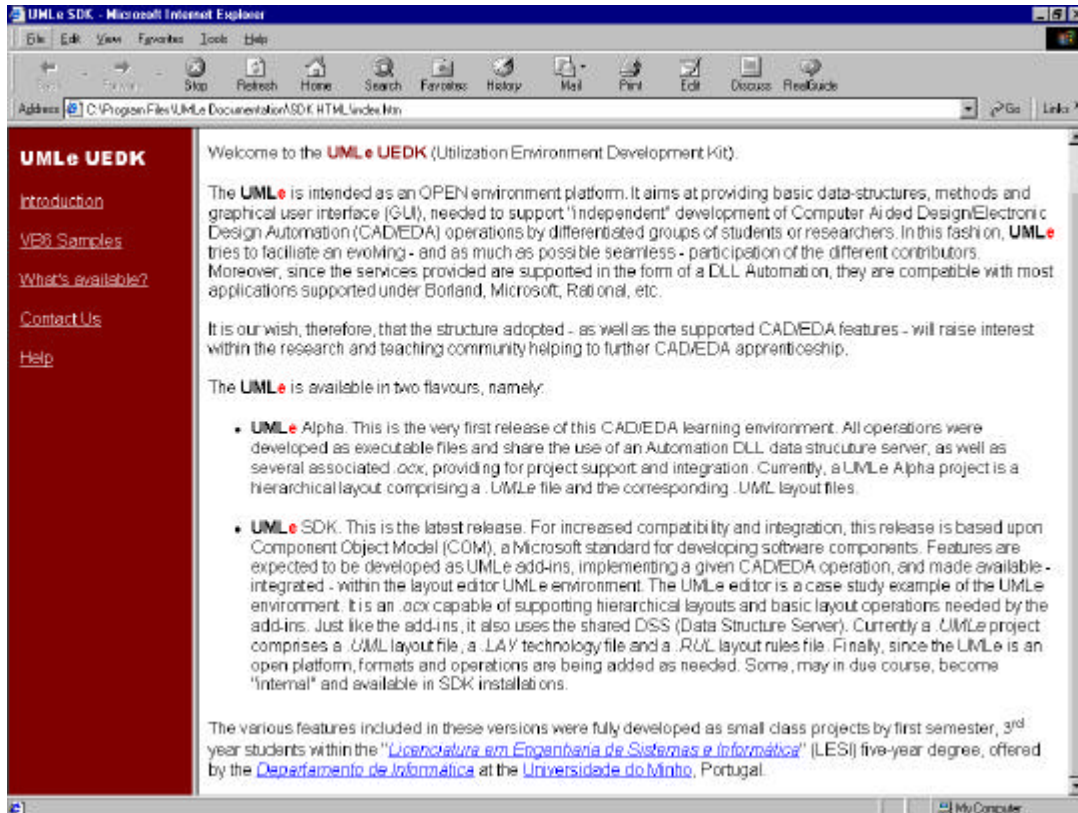 UMLe SDK - Microsoft Internet Explorer
File Edit View Favorites Tools Help
Stop Refresh Home Search Favorites History Mail Print Edit Discuss RealGuide
Address C:\Program Files\UMLe Documentation\SDK HTML\index.htm Go Links
UMLe UEDK
Introduction
VB6 Samples
What's available?
Contact Us
Help
Welcome to the UMLe UEDK (Utilization Environment Development Kit).
The UMLe is intended as an OPEN environment platform. It aims at providing basic data-structures, methods and
graphical user interface (GUI), needed to support "independent" development of Computer Aided Design/Electronic
Design Automation (CAD/EDA) operations by differentiated groups of students or researchers. In this fashion, UMLe
tries to faciliate an evolving - and as much as possible seamless - participation of the different contributors.
Moreover, since the services provided are supported in the form of a DLL Automation, they are compatible with most
applications supported under Borland, Microsoft, Rational, etc.
It is our wish, therefore, that the structure adopted - as well as the supported CAD/EDA features - will raise interest
within the research and teaching community helping to further CAD/EDA apprenticeship.
The UMLe is available in two flavours, namely:
• UMLe Alpha. This is the very first release of this CAD/EDA learning environment. All operations were
developed as executable files and share the use of an Automation DLL data strucuture server, as well as
several associated .ocx, providing for project support and integration. Currently, a UMLe Alpha project is a
hierarchical layout comprising a .UMLe file and the corresponding .UML layout files.
• UMLe SDK. This is the latest release. For increased compatibility and integration, this release is based upon
Component Object Model (COM), a Microsoft standard for developing software components. Features are
expected to be developed as UMLe add-ins, implementing a given CAD/EDA operation, and made available -
integrated - within the layout editor UMLe environment. The UMLe editor is a case study example of the UMLe
environment. It is an .ocx capable of supporting hierarchical layouts and basic layout operations needed by the
add-ins. Just like the add-ins, it also uses the shared DSS (Data Structure Server). Currently a .UMLe project
comprises a .UML layout file, a .LAY technology file and a .RUL layout rules file. Finally, since the UMLe is an
open platform, formats and operations are being added as needed. Some, may in due course, become
"internal" and available in SDK installations.
The various features included in these versions were fully developed as small class projects by first semester, 3rd
year students within the "Licenciatura em Engenharia de Sistemas e Informática" (LESI) five-year degree, offered
by the Departamento de Informática at the Universidade do Minho, Portugal.
My Computer